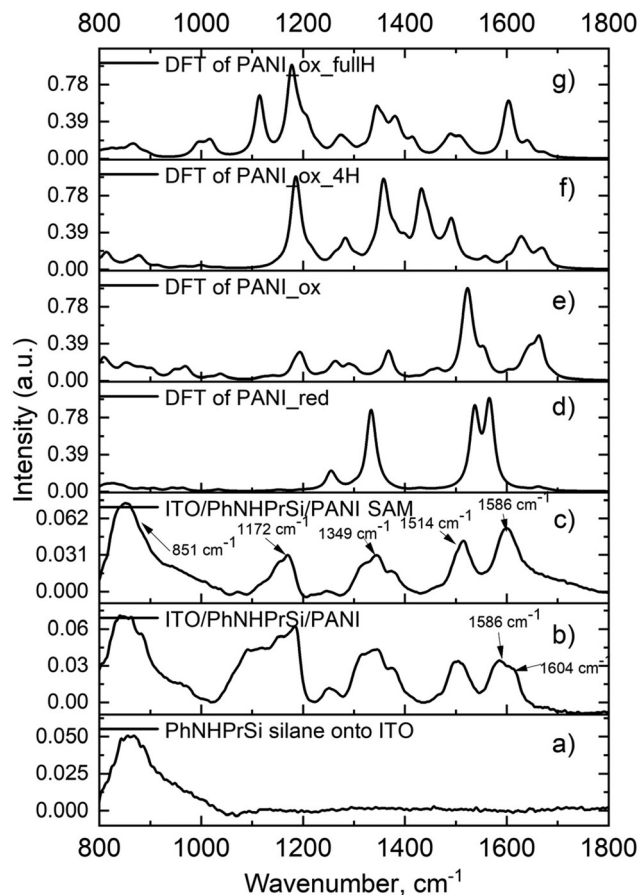 800 1000 1200 1400 1600 1800
DFT of PANI_ox_fullH
g)
0.78
0.39
0.00
DFT of PANI_ox_4H
f)
0.78
0.39
0.00
DFT of PANI_ox
e)
0.78
0.39
0.00
DFT of PANI_red
d)
0.78
0.39
0.00
ITO/PhNHPrSi/PANI SAM
c)
0.062
0.031
0.000
851 cm⁻¹
1172 cm⁻¹
1349 cm⁻¹
1514 cm⁻¹
1586 cm⁻¹
ITO/PhNHPrSi/PANI
b)
0.06
0.03
0.00
1586 cm⁻¹
1604 cm⁻
PhNHPrSi silane onto ITO
a)
0.050
0.025
0.000
800 1000 1200 1400 1600 1800
Wavenumber, cm⁻¹
Intensity (a.u.)